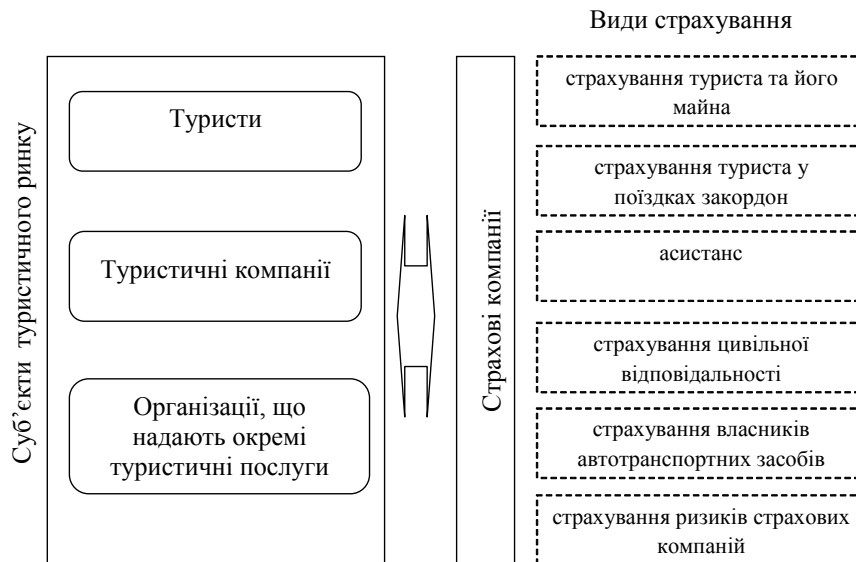 Види страхування
Суб’єкти туристичного ринку
Туристи
Туристичні компанії
Організації, що
надають окремі
туристичні послуги
Страхові компанії
страхування туриста та його
майна
страхування туриста у
поїздках закордон
асистанс
страхування цивільної
відповідальності
страхування власників
автотранспортних засобів
страхування ризиків страхових
компаній